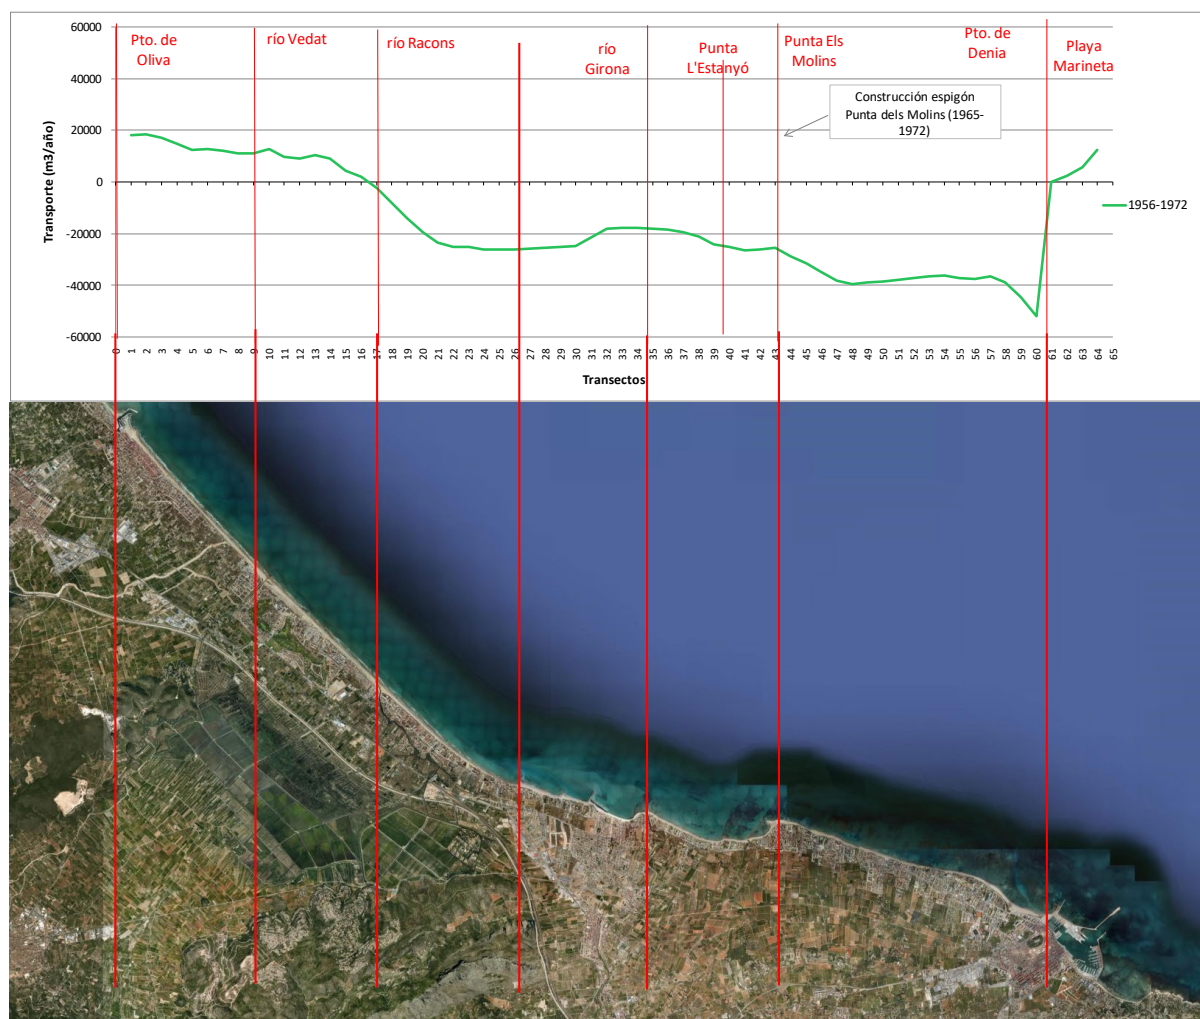 60000
40000
20000
0
-20000
-40000
-60000
Transporte (m3/año)
Pto. de
Oliva
río Vedat
río Racons
río
Girona
Punta
L'Estanyó
Punta Els
Molins
Pto. de
Denia
Playa
Marineta
Construcción espigón
Punta dels Molins (1965-
1972)
1956-1972
0 1 2 3 4 5 6 7 8 9 10 11 12 13 14 15 16 17 18 19 20 21 22 23 24 25 26 27 28 29 30 31 32 33 34 35 36 37 38 39 40 41 42 43 44 45 46 47 48 49 50 51 52 53 54 55 56 57 58 59 60 61 62 63 64 65
Transectos